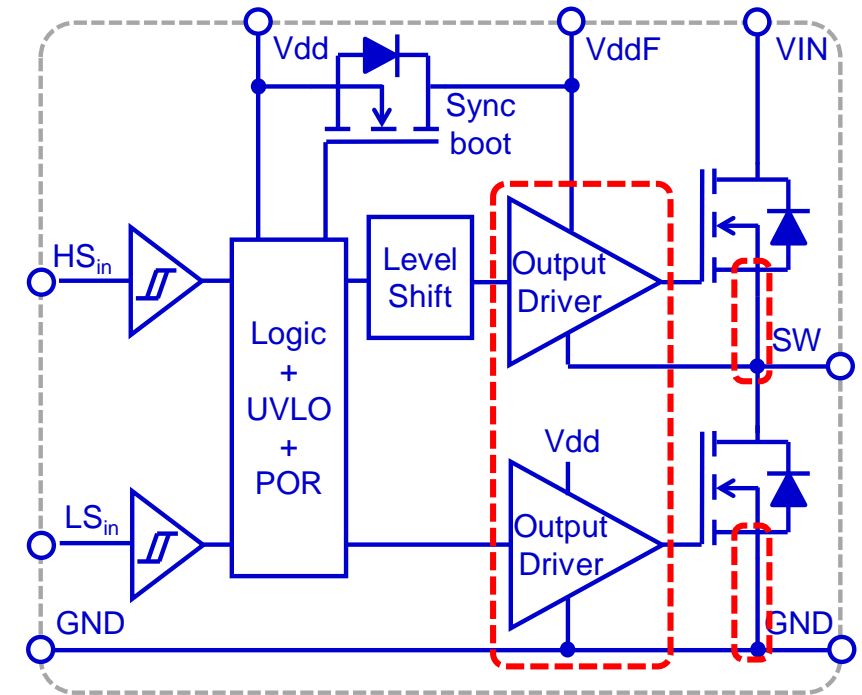 Vdd
VddF
VIN
Sync
boot
HSin
Level
Shift
Output
Driver
SW
Logic
+
UVLO
+
POR
Vdd
LSin
Output
Driver
GND
GND